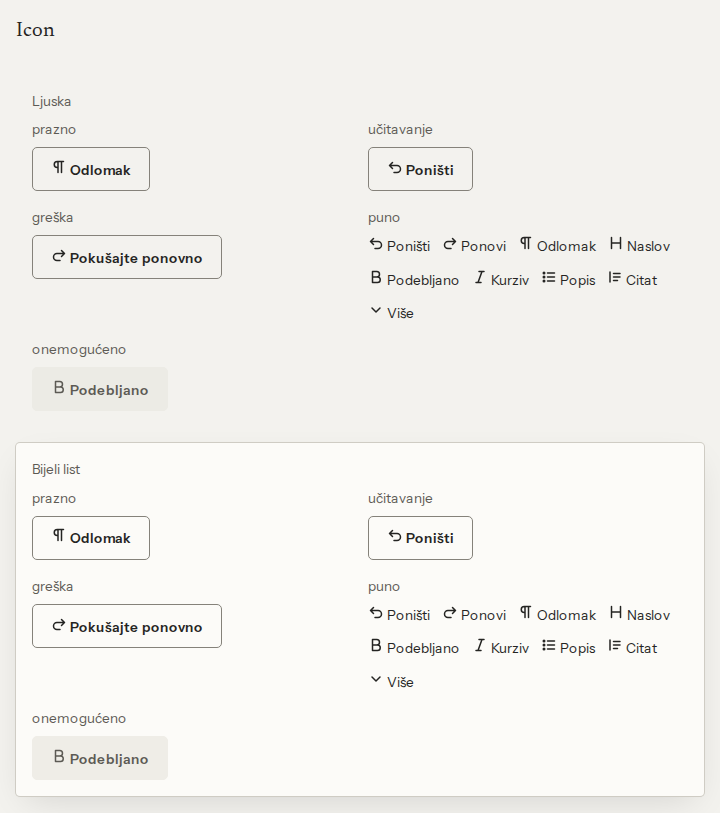 Icon
Ljuska
prazno
Odlomak
učitavanje
Poništi
greška
Pokušajte ponovno
puno
Poništi Ponovi Odlomak Naslov
Podebljano Kurziv Popis Citat
Više
onemogućeno
Podebljano
Bijeli list
prazno
Odlomak
učitavanje
Poništi
greška
Pokušajte ponovno
puno
Poništi Ponovi Odlomak Naslov
Podebljano Kurziv Popis Citat
Više
onemogućeno
Podebljano